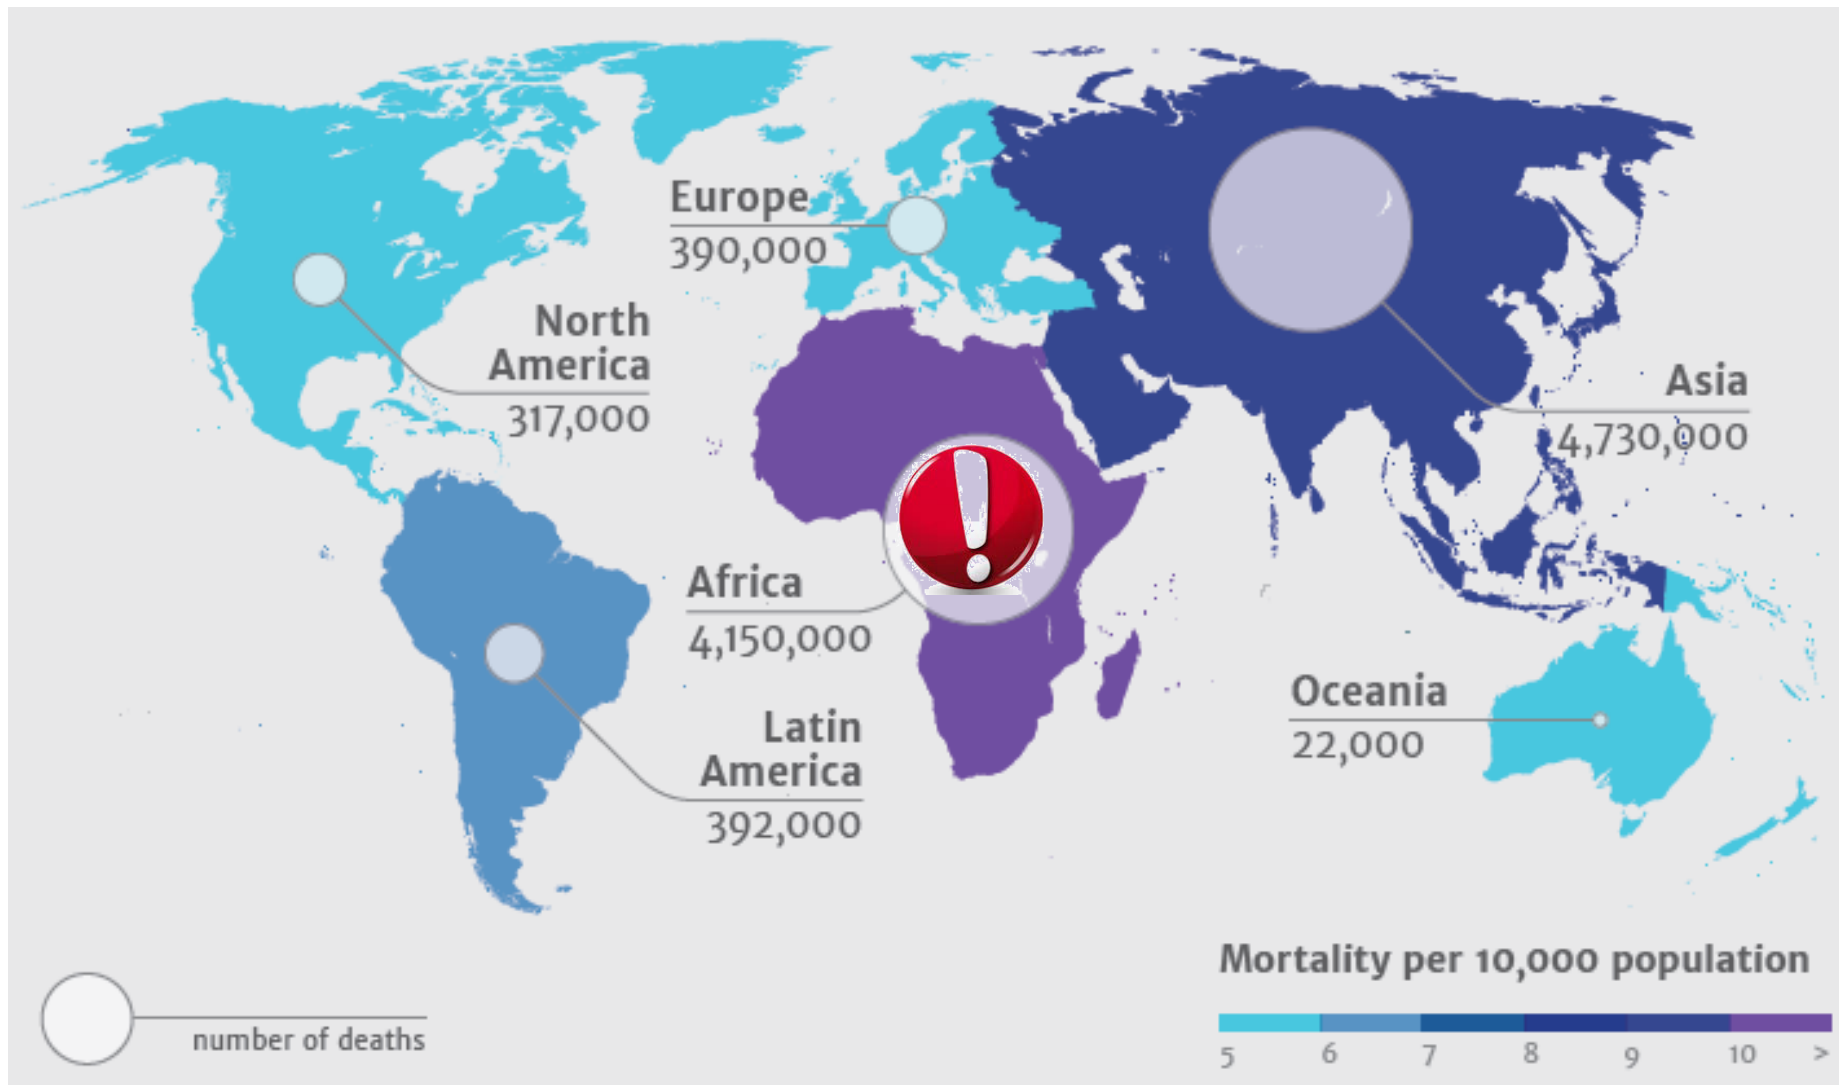 Europe
390,000
North
America
317,000
Asia
4,730,000
Africa
4,150,000
Oceania
22,000
Latin
America
392,000
Mortality per 10,000 population
number of deaths
5 6 7 8 9 10 >